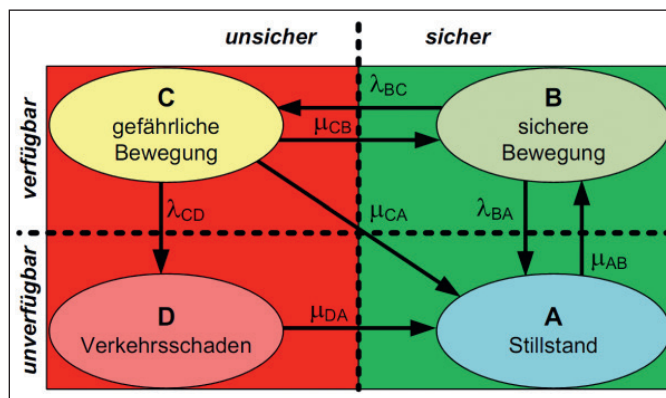 unsicher
sicher
verfügbar
unverfügbar
C
gefährliche
Bewegung
λBC
μCB
B
sichere
Bewegung
λCD
μCA
λBA
μAB
D
Verkehrsschaden
μDA
A
Stillstand